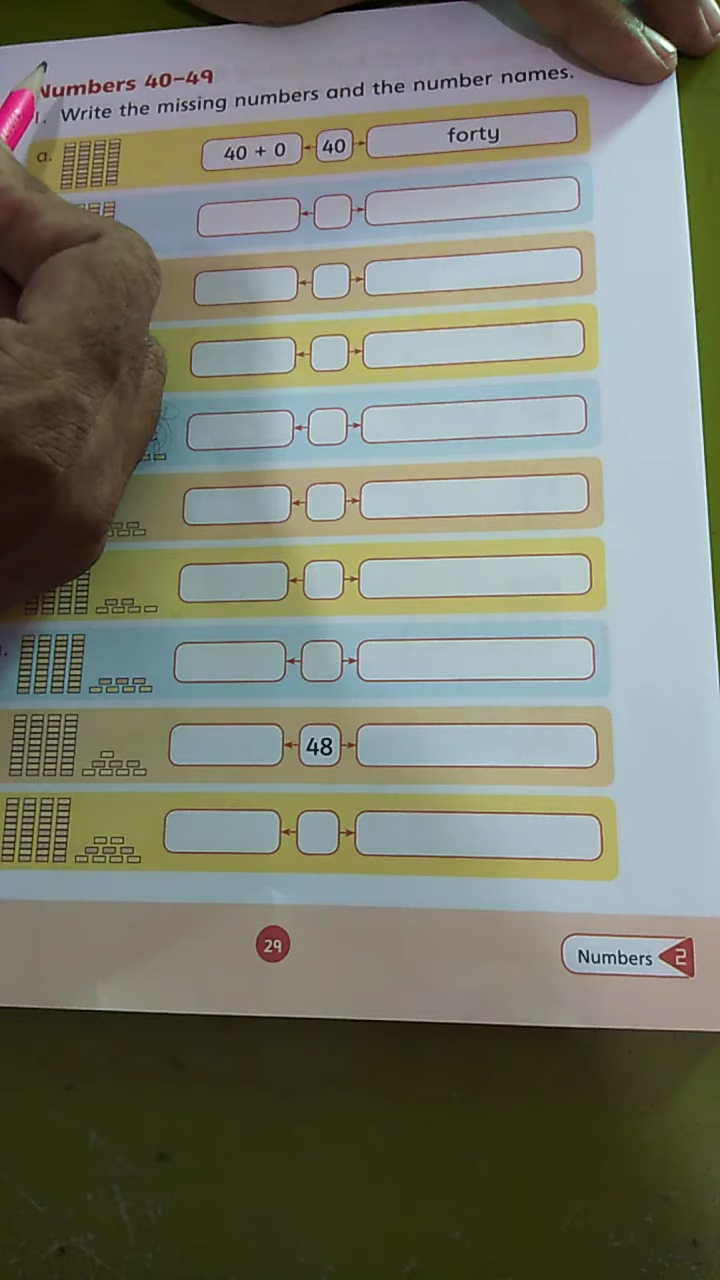 Numbers 40–49
1. Write the missing numbers and the number names.
a. 40 + 0 40 forty
48
29
Numbers 2